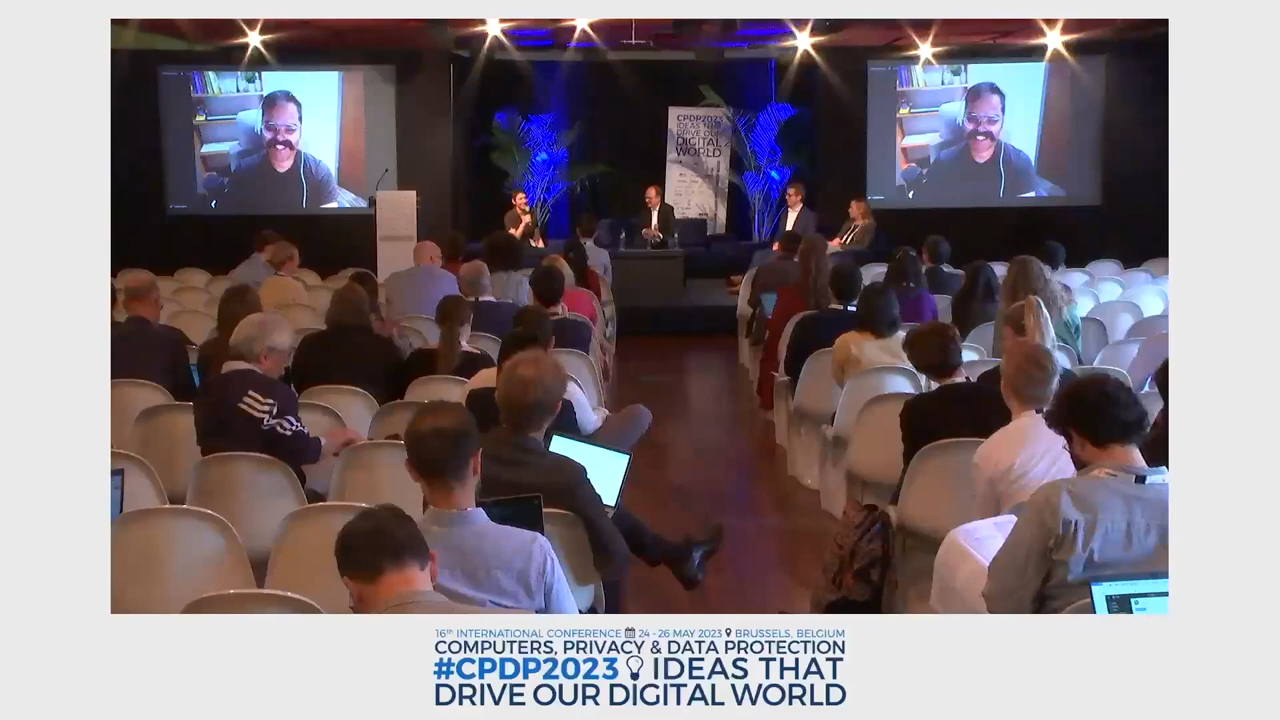 CPDP2023
IDEAS THAT
DRIVE OUR
DIGITAL
WORLD
16th INTERNATIONAL CONFERENCE 24 - 26 MAY 2023 BRUSSELS, BELGIUM
COMPUTERS, PRIVACY & DATA PROTECTION
#CPDP2023 IDEAS THAT
DRIVE OUR DIGITAL WORLD